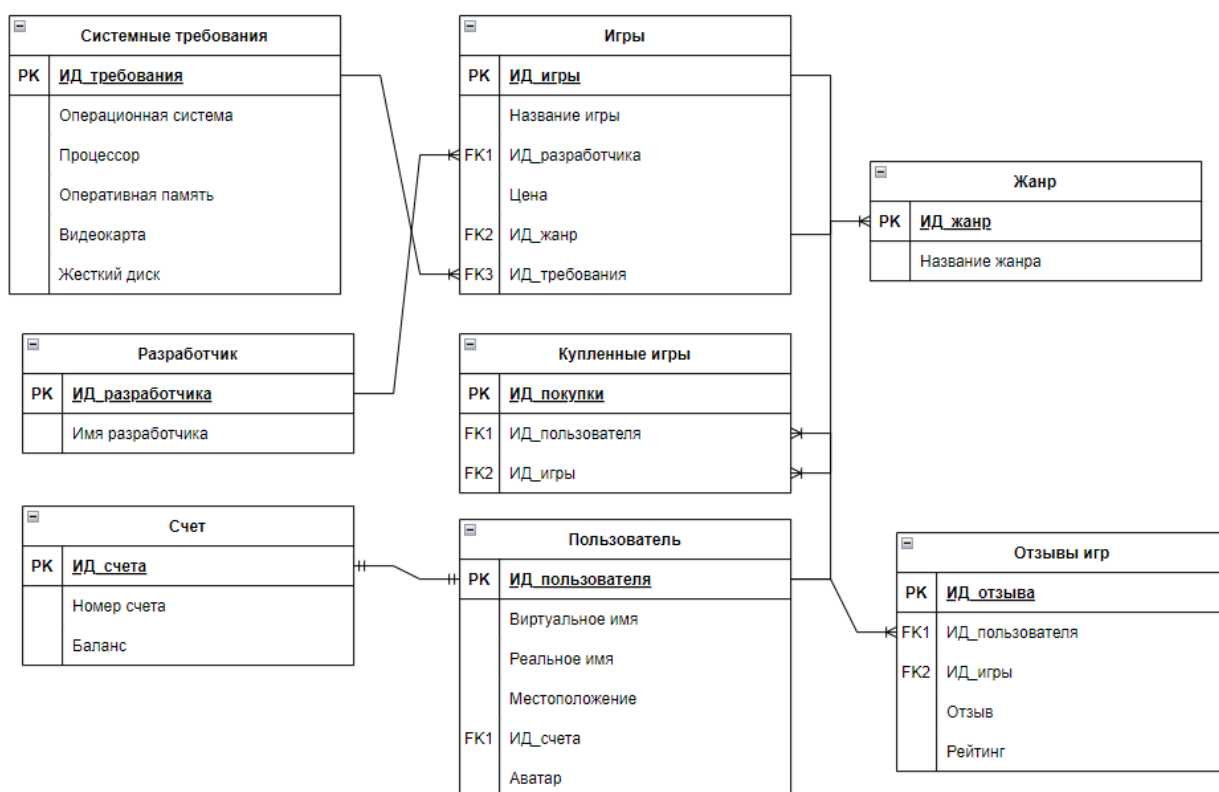 Системные требования
PK ИД_требования
Операционная система
Процессор
Оперативная память
Видеокарта
Жесткий диск
Игры
PK ИД_игры
Название игры
FK1 ИД_разработчика
Цена
FK2 ИД_жанр
FK3 ИД_требования
Жанр
PK ИД_жанр
Название жанра
Разработчик
PK ИД_разработчика
Имя разработчика
Купленные игры
PK ИД_покупки
FK1 ИД_пользователя
FK2 ИД_игры
Счет
PK ИД_счета
Номер счета
Баланс
Пользователь
PK ИД_пользователя
Виртуальное имя
Реальное имя
Местоположение
FK1 ИД_счета
Аватар
Отзывы игр
PK ИД_отзыва
FK1 ИД_пользователя
FK2 ИД_игры
Отзыв
Рейтинг